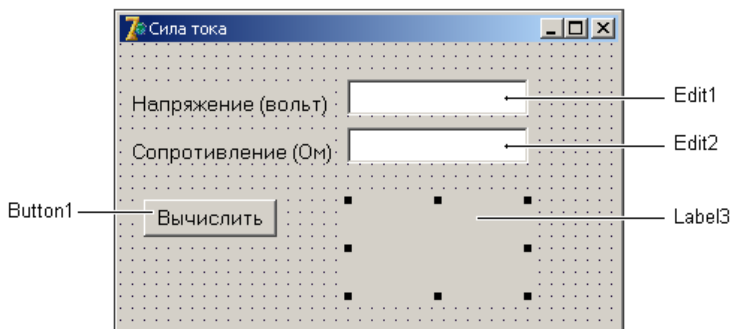 Сила тока
Напряжение (вольт)
Edit1
Сопротивление (Ом)
Edit2
Button1
Вычислить
Label3